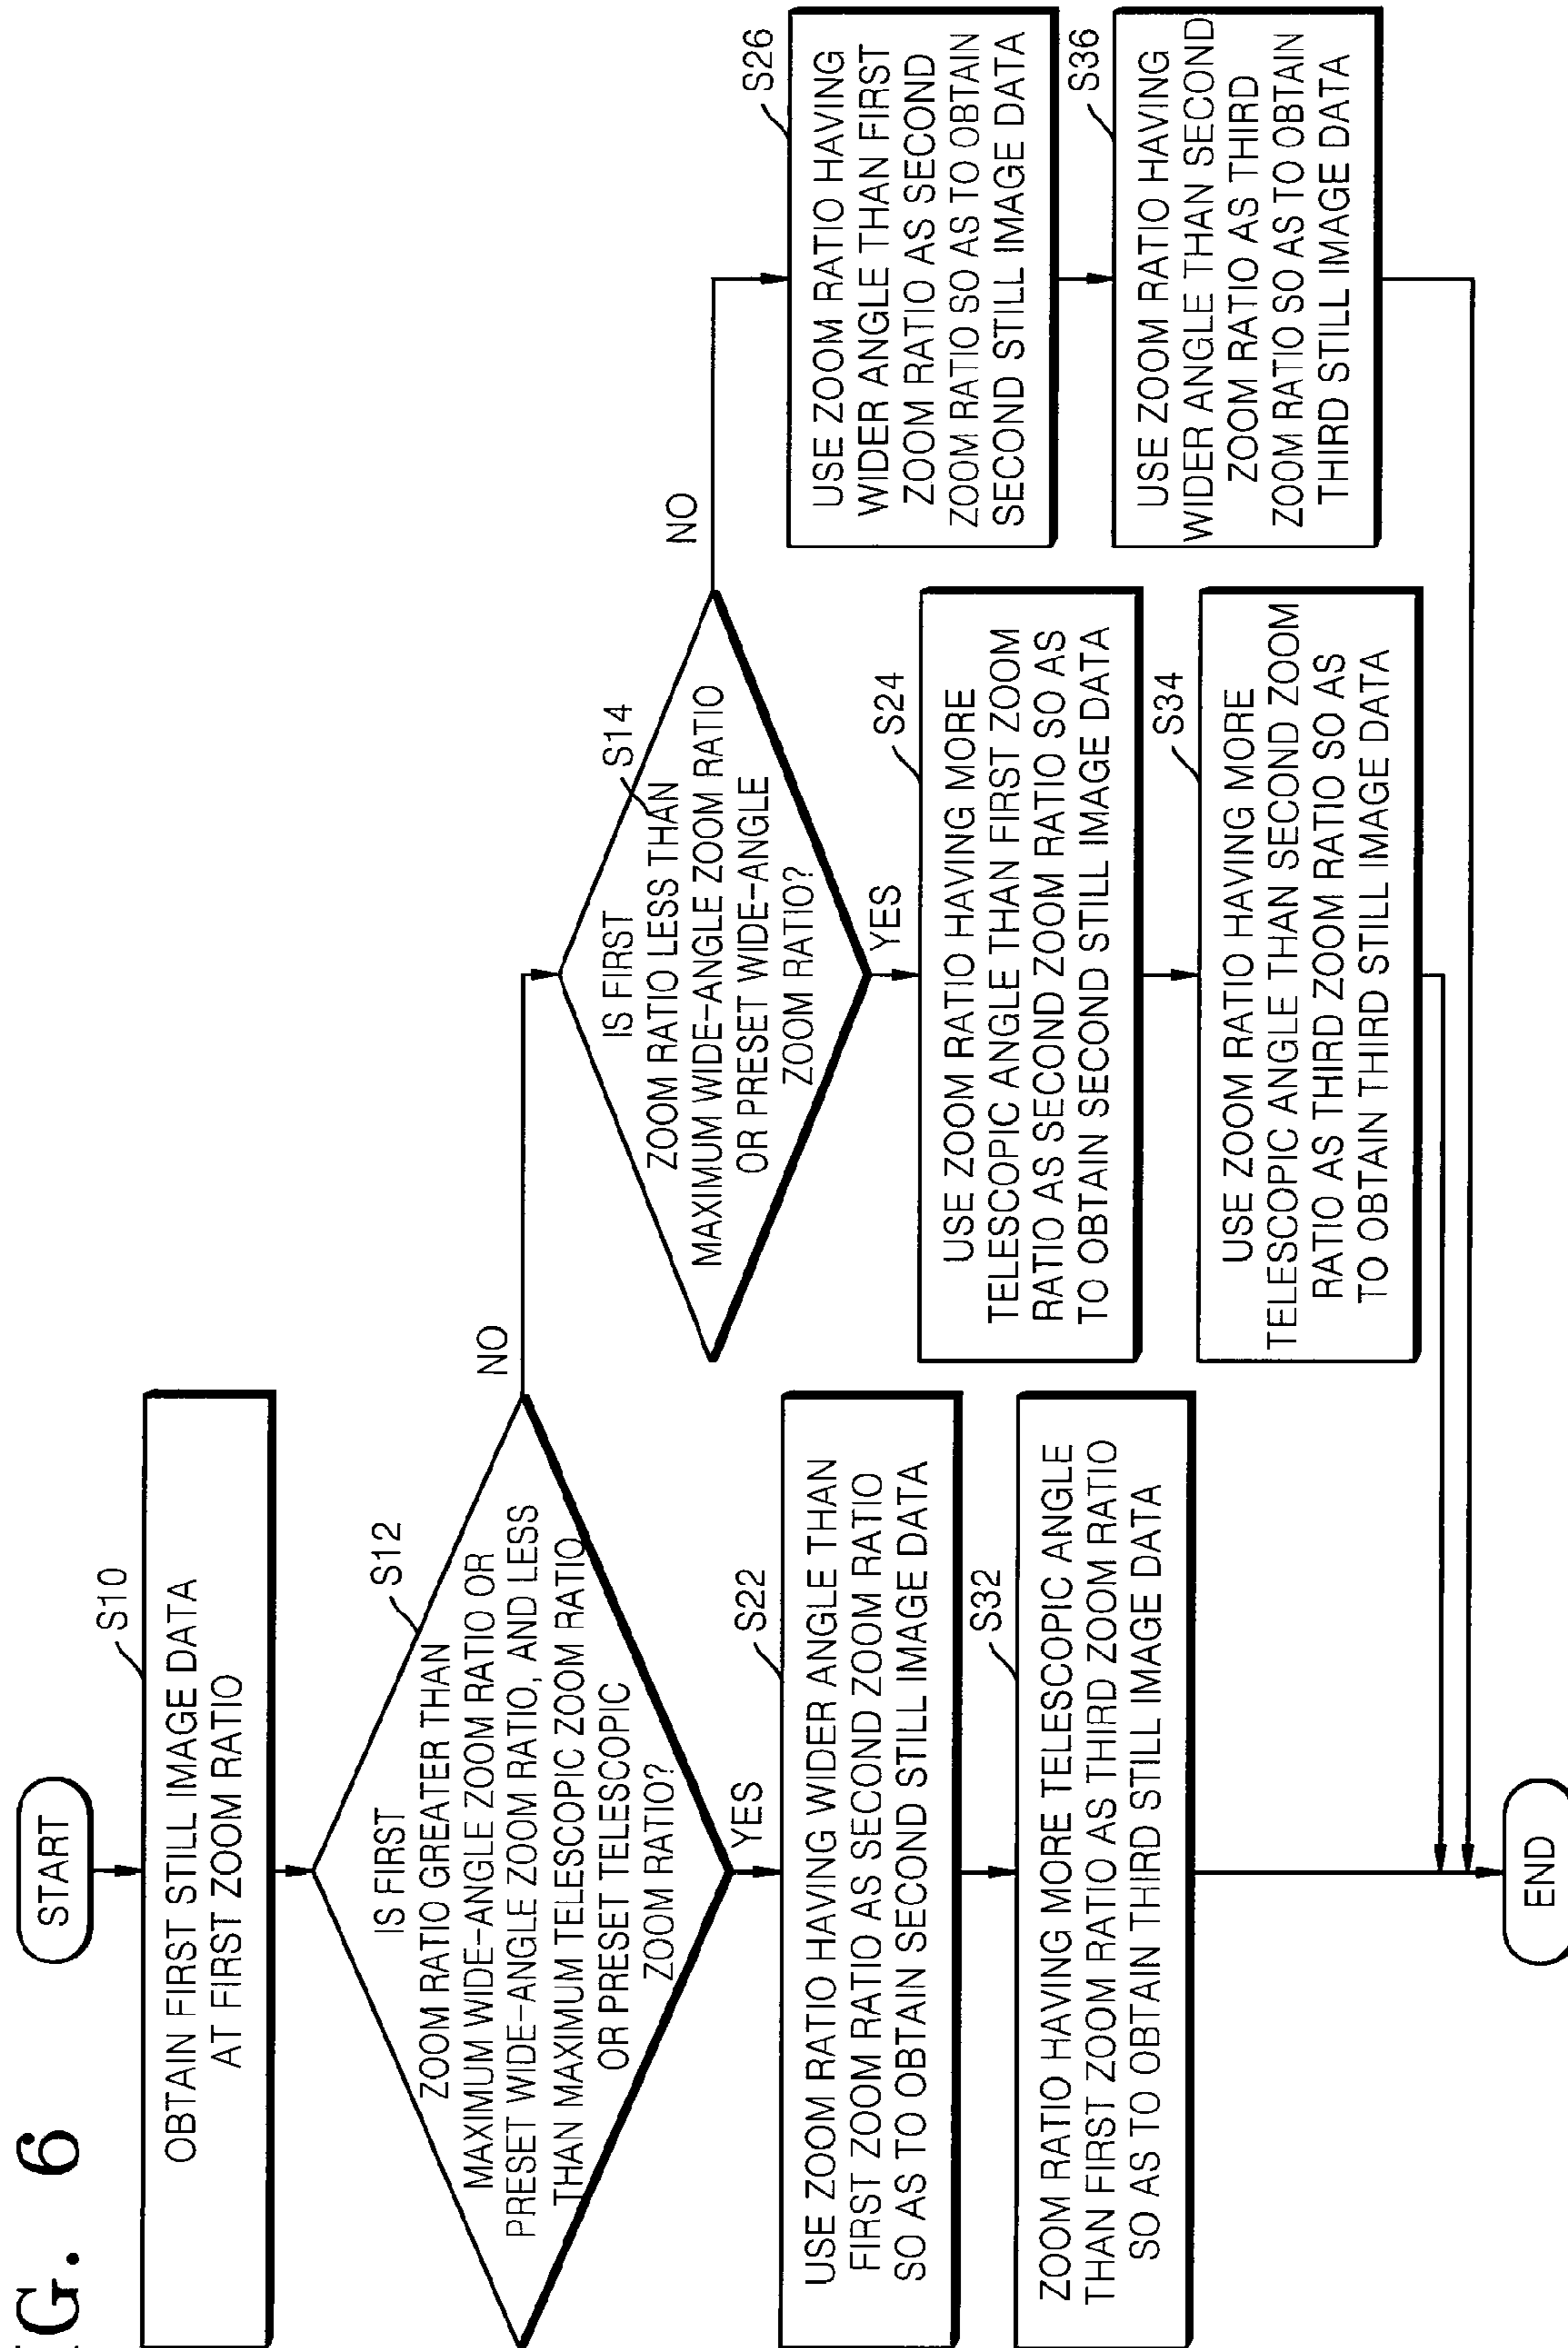 G. 6
START
S10
OBTAIN FIRST STILL IMAGE DATA
AT FIRST ZOOM RATIO
S12
IS FIRST
ZOOM RATIO GREATER THAN
MAXIMUM WIDE-ANGLE ZOOM RATIO OR
PRESET WIDE-ANGLE ZOOM RATIO, AND LESS
THAN MAXIMUM TELESCOPIC ZOOM RATIO
OR PRESET TELESCOPIC
ZOOM RATIO?
NO
YES
S22
USE ZOOM RATIO HAVING WIDER ANGLE THAN
FIRST ZOOM RATIO AS SECOND ZOOM RATIO
SO AS TO OBTAIN SECOND STILL IMAGE DATA
S32
ZOOM RATIO HAVING MORE TELESCOPIC ANGLE
THAN FIRST ZOOM RATIO AS THIRD ZOOM RATIO
SO AS TO OBTAIN THIRD STILL IMAGE DATA
S14
IS FIRST
ZOOM RATIO LESS THAN
MAXIMUM WIDE-ANGLE ZOOM RATIO
OR PRESET WIDE-ANGLE
ZOOM RATIO?
NO
YES
S24
USE ZOOM RATIO HAVING MORE
TELESCOPIC ANGLE THAN FIRST ZOOM
RATIO AS SECOND ZOOM RATIO SO AS
TO OBTAIN SECOND STILL IMAGE DATA
S34
USE ZOOM RATIO HAVING MORE
TELESCOPIC ANGLE THAN SECOND ZOOM
RATIO AS THIRD ZOOM RATIO SO AS
TO OBTAIN THIRD STILL IMAGE DATA
S26
USE ZOOM RATIO HAVING
WIDER ANGLE THAN FIRST
ZOOM RATIO AS SECOND
ZOOM RATIO SO AS TO OBTAIN
SECOND STILL IMAGE DATA
S36
USE ZOOM RATIO HAVING
WIDER ANGLE THAN SECOND
ZOOM RATIO AS THIRD
ZOOM RATIO SO AS TO OBTAIN
THIRD STILL IMAGE DATA
END